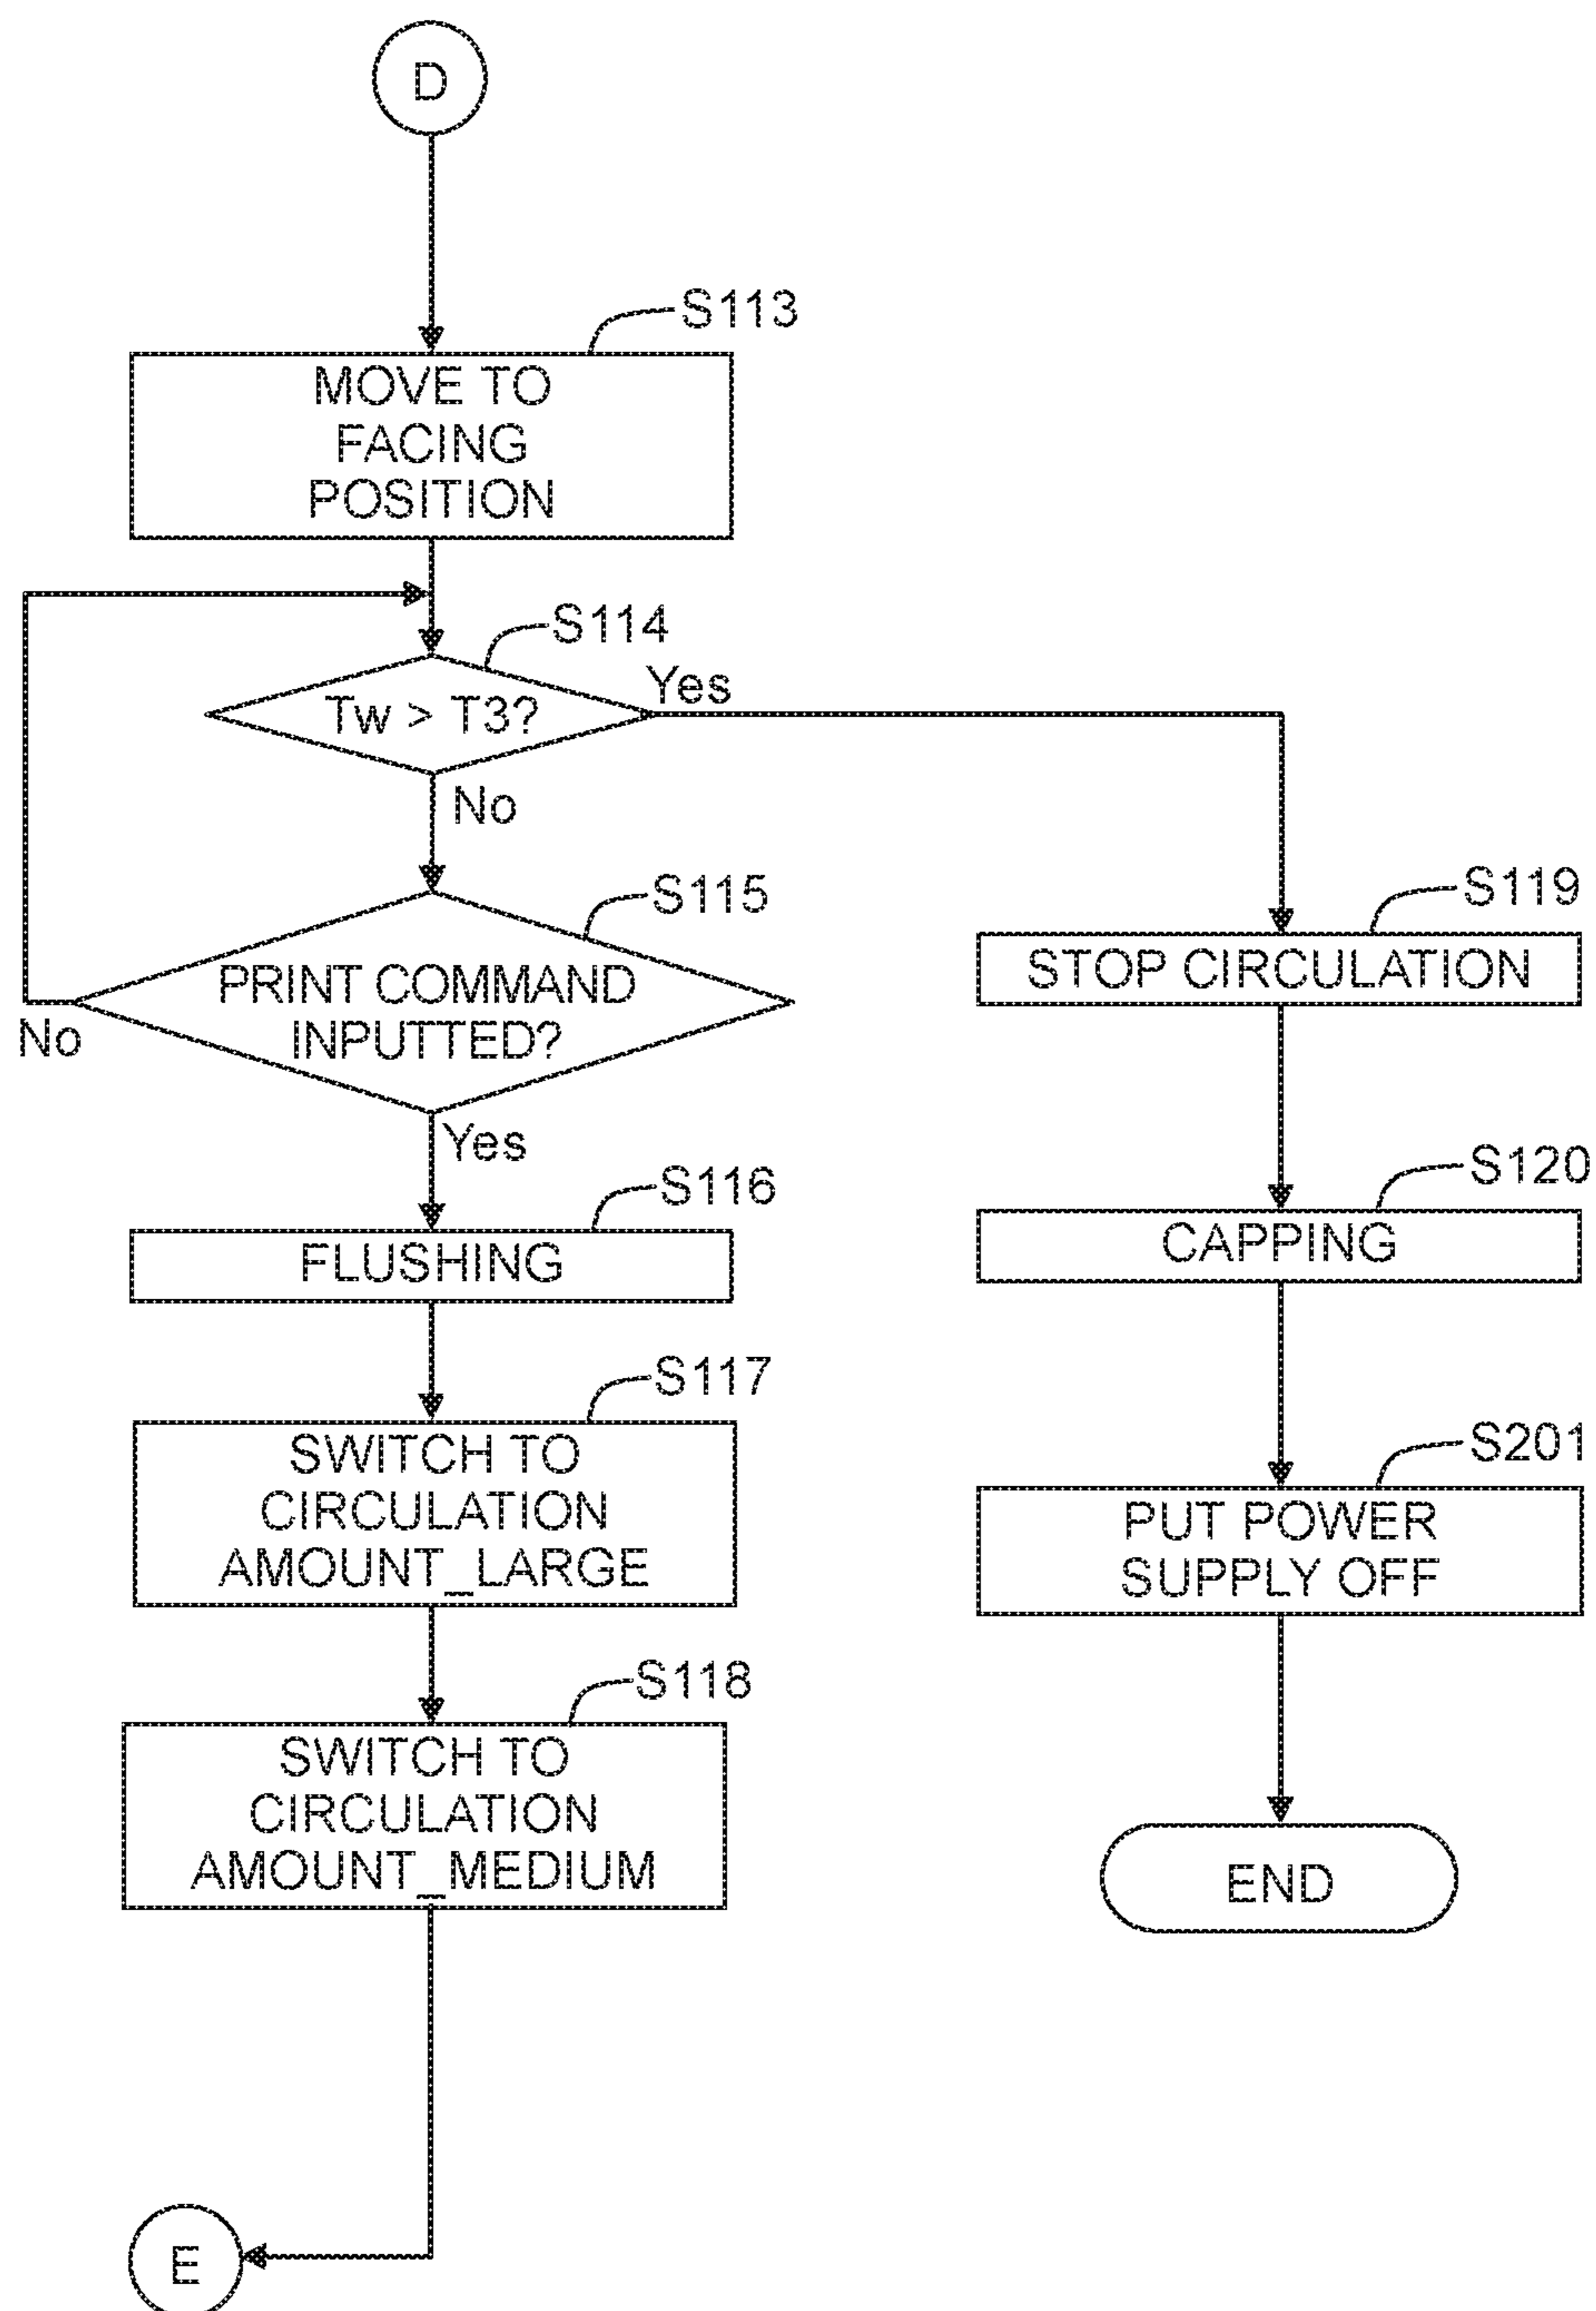 D
S113
MOVE TO
FACING
POSITION
S114
Tw > T3?
Yes
No
S115
PRINT COMMAND
INPUTTED?
No
Yes
S116
FLUSHING
S117
SWITCH TO
CIRCULATION
AMOUNT_LARGE
S118
SWITCH TO
CIRCULATION
AMOUNT_MEDIUM
E
S119
STOP CIRCULATION
S120
CAPPING
S201
PUT POWER
SUPPLY OFF
END